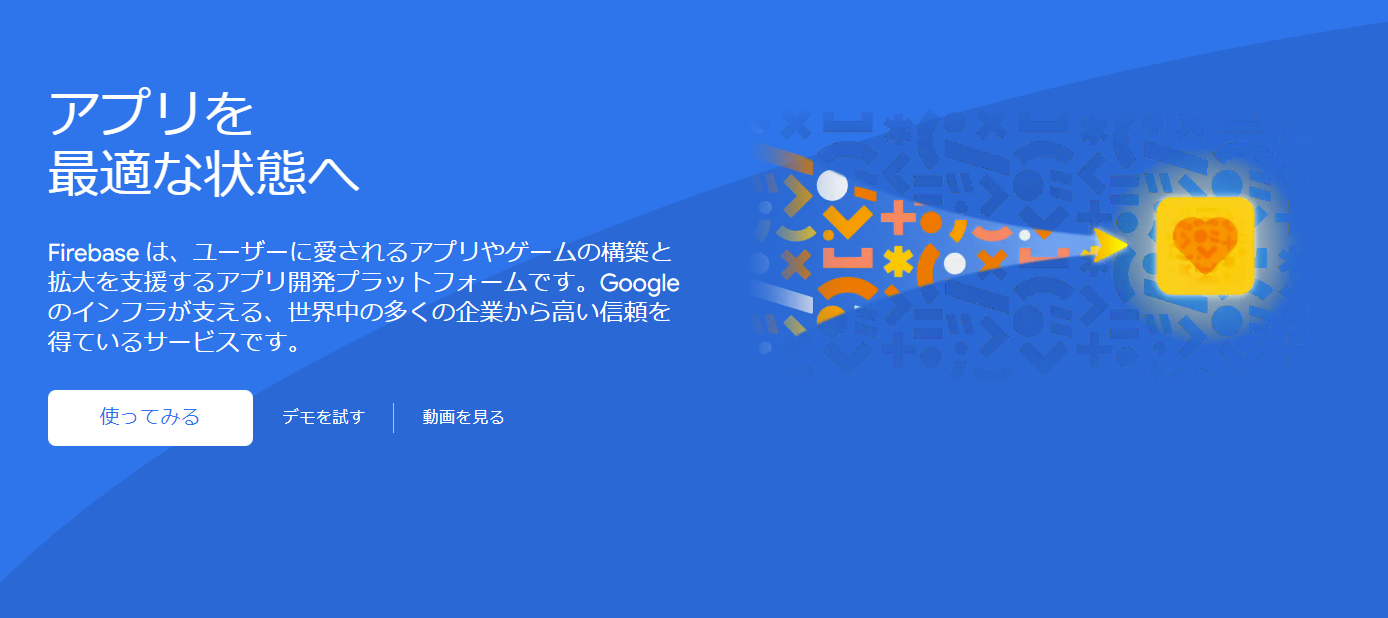 アプリを
最適な状態へ
Firebase は、ユーザーに愛されるアプリやゲームの構築と
拡大を支援するアプリ開発プラットフォームです。Google
のインフラが支える、世界中の多くの企業から高い信頼を
得ているサービスです。
使ってみる
デモを試す
動画を見る